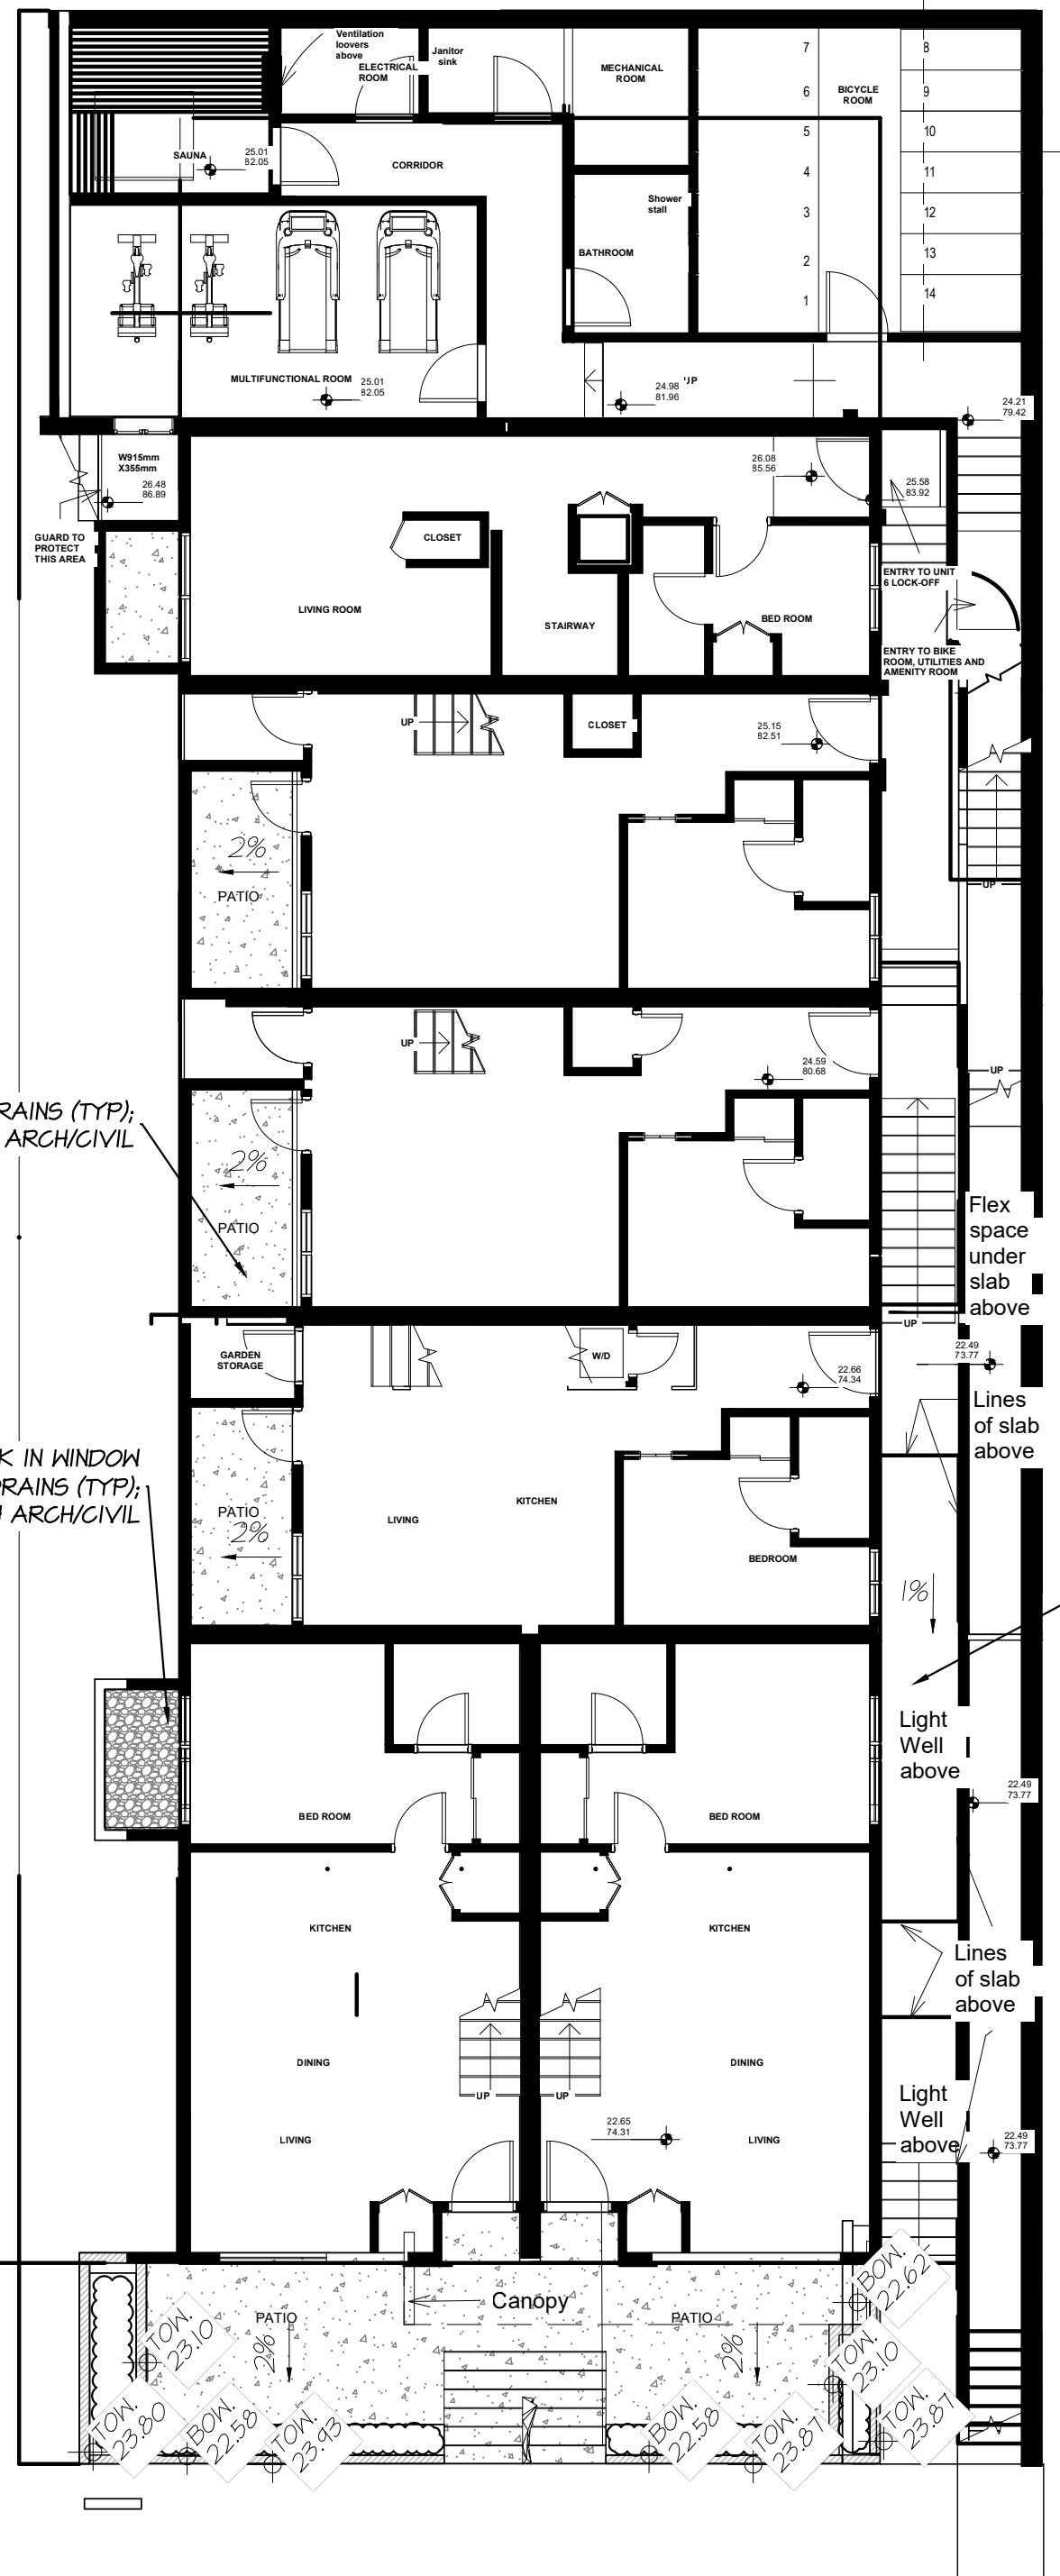 Ventilation
loovers
above
ELECTRICAL
ROOM
Janitor
sink
MECHANICAL
ROOM
7
8
6
BICYCLE
ROOM
9
5
10
4
11
3
12
2
13
1
14
SAUNA
25.01
82.05
CORRIDOR
Shower
stall
BATHROOM
MULTIFUNCTIONAL ROOM
25.01
82.05
24.98
81.96
24.21
79.42
W915mm
X355mm
26.48
86.89
26.08
85.56
25.58
83.92
GUARD TO
PROTECT
THIS AREA
CLOSET
LIVING ROOM
STAIRWAY
BED ROOM
ENTRY TO UNIT
6 LOCK-OFF
ENTRY TO BIKE
ROOM, UTILITIES AND
AMENITY ROOM
UP
CLOSET
25.15
82.51
2%
PATIO
UP
UP
24.59
80.68
UP
RAINS (TYP);
ARCH/CIVIL
2%
PATIO
Flex
space
under
slab
above
UP
GARDEN
STORAGE
W/D
22.66
74.34
22.49
73.77
Lines
of slab
above
K IN WINDOW
DRAINS (TYP);
ARCH/CIVIL
PATIO
2%
KITCHEN
LIVING
BEDROOM
1%
Light
Well
above
22.49
73.77
BED ROOM
BED ROOM
KITCHEN
KITCHEN
Lines
of slab
above
DINING
DINING
UP
UP
Light
Well
above
22.65
74.31
22.49
73.77
LIVING
LIVING
Canopy
PATIO
PATIO
2%
2%
BOW.
22.62
TOW.
23.10
TOW.
23.10
TOW.
23.80
BOW.
22.58
TOW.
23.93
BOW.
22.58
TOW.
23.87
TOW.
23.87